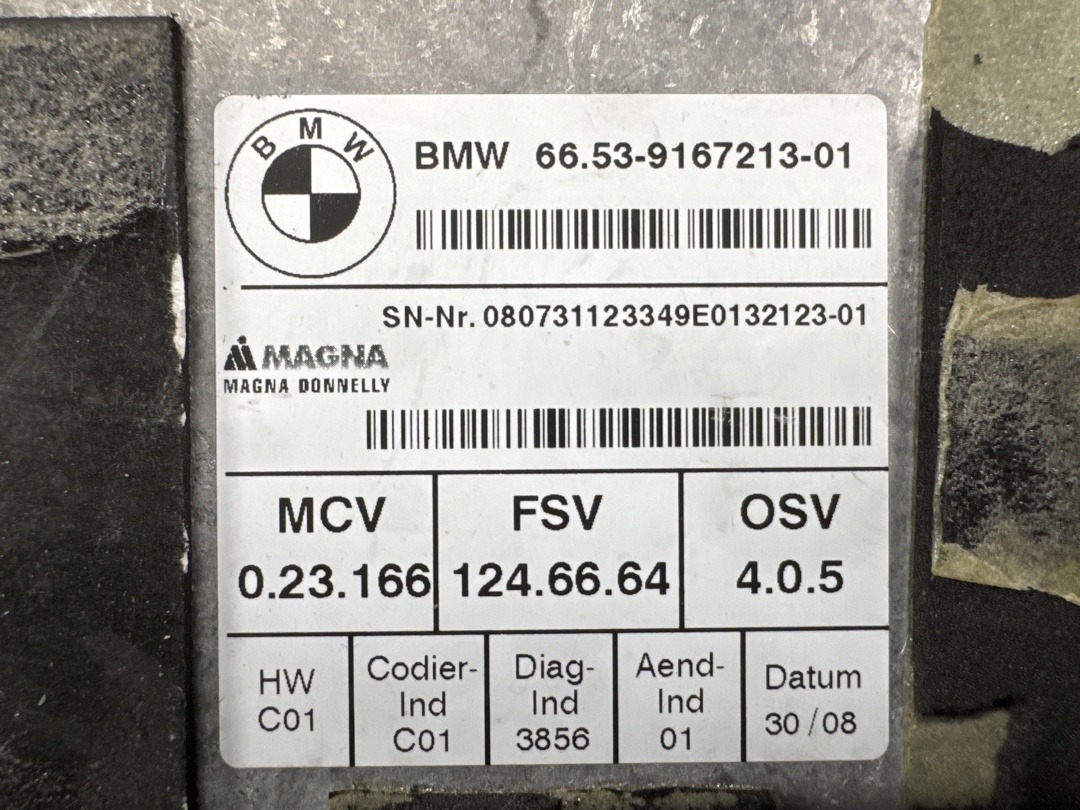 BMW
BMW 66.53-9167213-01
SN-Nr. 080731123349E0132123-01
MAGNA
MAGNA DONNELLY
MCV FSV OSV
0.23.166 124.66.64 4.0.5
HW
C01
Codier-
Ind
C01
Diag-
Ind
3856
Aend-
Ind
01
Datum
30/08